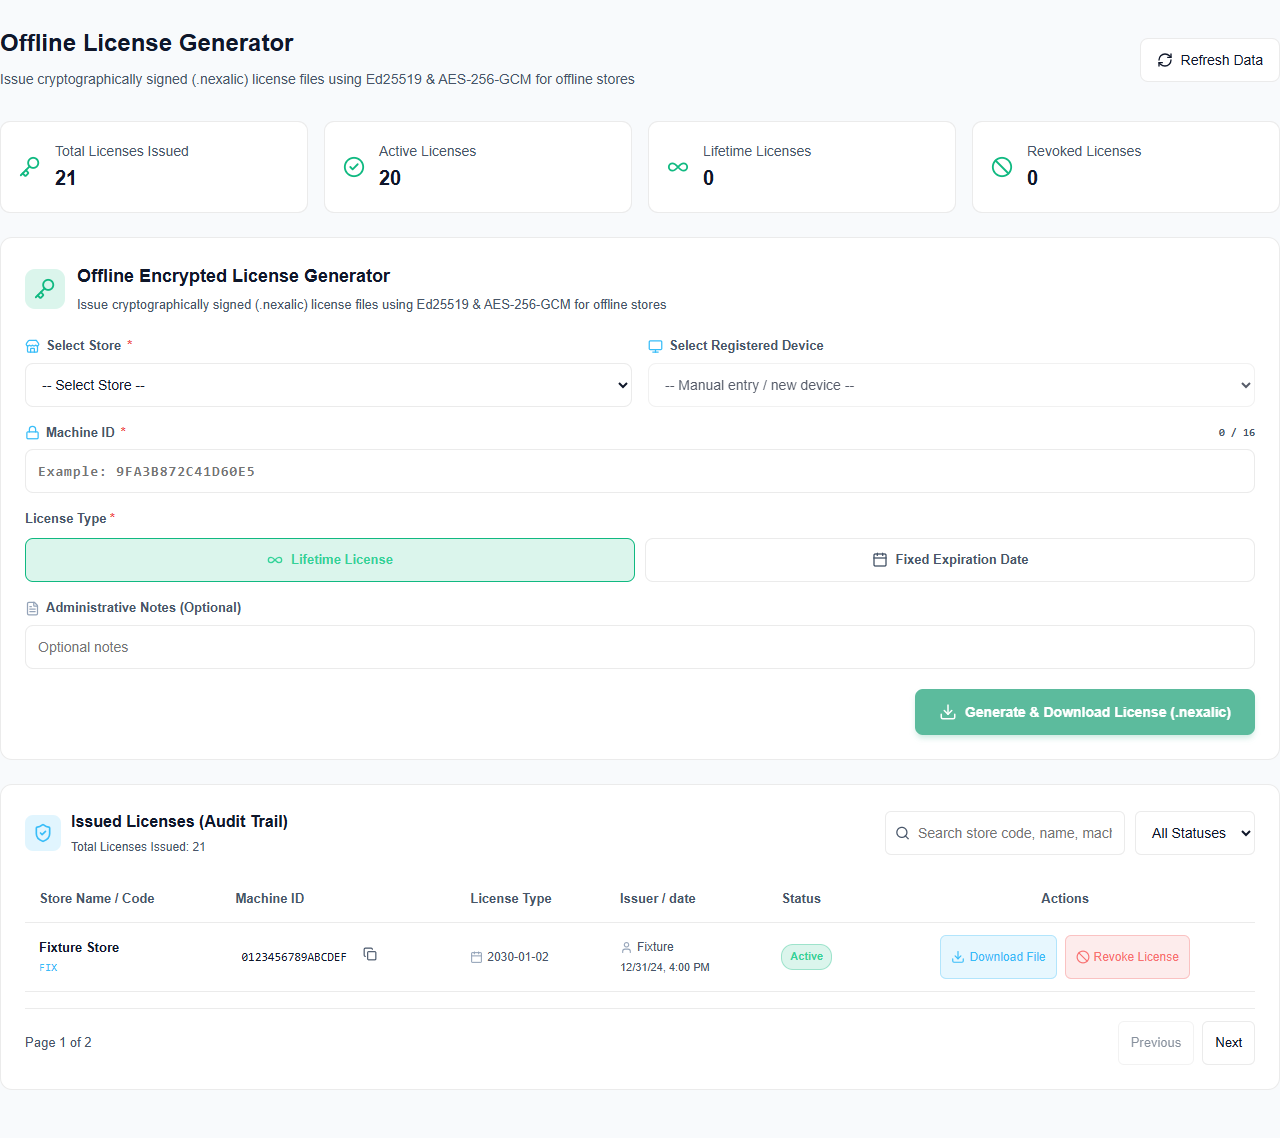 Offline License Generator
Issue cryptographically signed (.nexalic) license files using Ed25519 & AES-256-GCM for offline stores
Refresh Data
Total Licenses Issued
21
Active Licenses
20
Lifetime Licenses
0
Revoked Licenses
0
Offline Encrypted License Generator
Issue cryptographically signed (.nexalic) license files using Ed25519 & AES-256-GCM for offline stores
Select Store *
-- Select Store --
Select Registered Device
-- Manual entry / new device --
Machine ID *
0 / 16
Example: 9FA3B872C41D60E5
License Type *
Lifetime License
Fixed Expiration Date
Administrative Notes (Optional)
Optional notes
Generate & Download License (.nexalic)
Issued Licenses (Audit Trail)
Total Licenses Issued: 21
Search store code, name, mach
All Statuses
Store Name / Code
Machine ID
License Type
Issuer / date
Status
Actions
Fixture Store
FIX
0123456789ABCDEF
2030-01-02
Fixture
12/31/24, 4:00 PM
Active
Download File
Revoke License
Page 1 of 2
Previous
Next